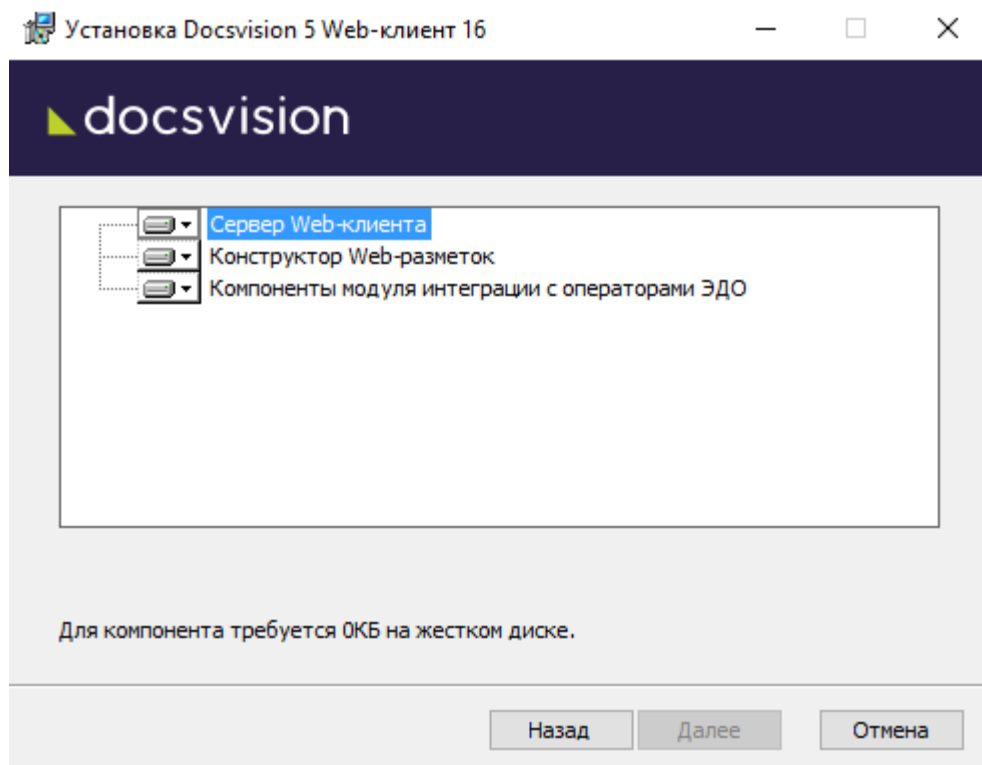 Установка Docsvision 5 Web-клиент 16
docsvision
Сервер Web-клиента
Конструктор Web-разметок
Компоненты модуля интеграции с операторами ЭДО
Для компонента требуется 0КБ на жестком диске.
Назад Далее Отмена